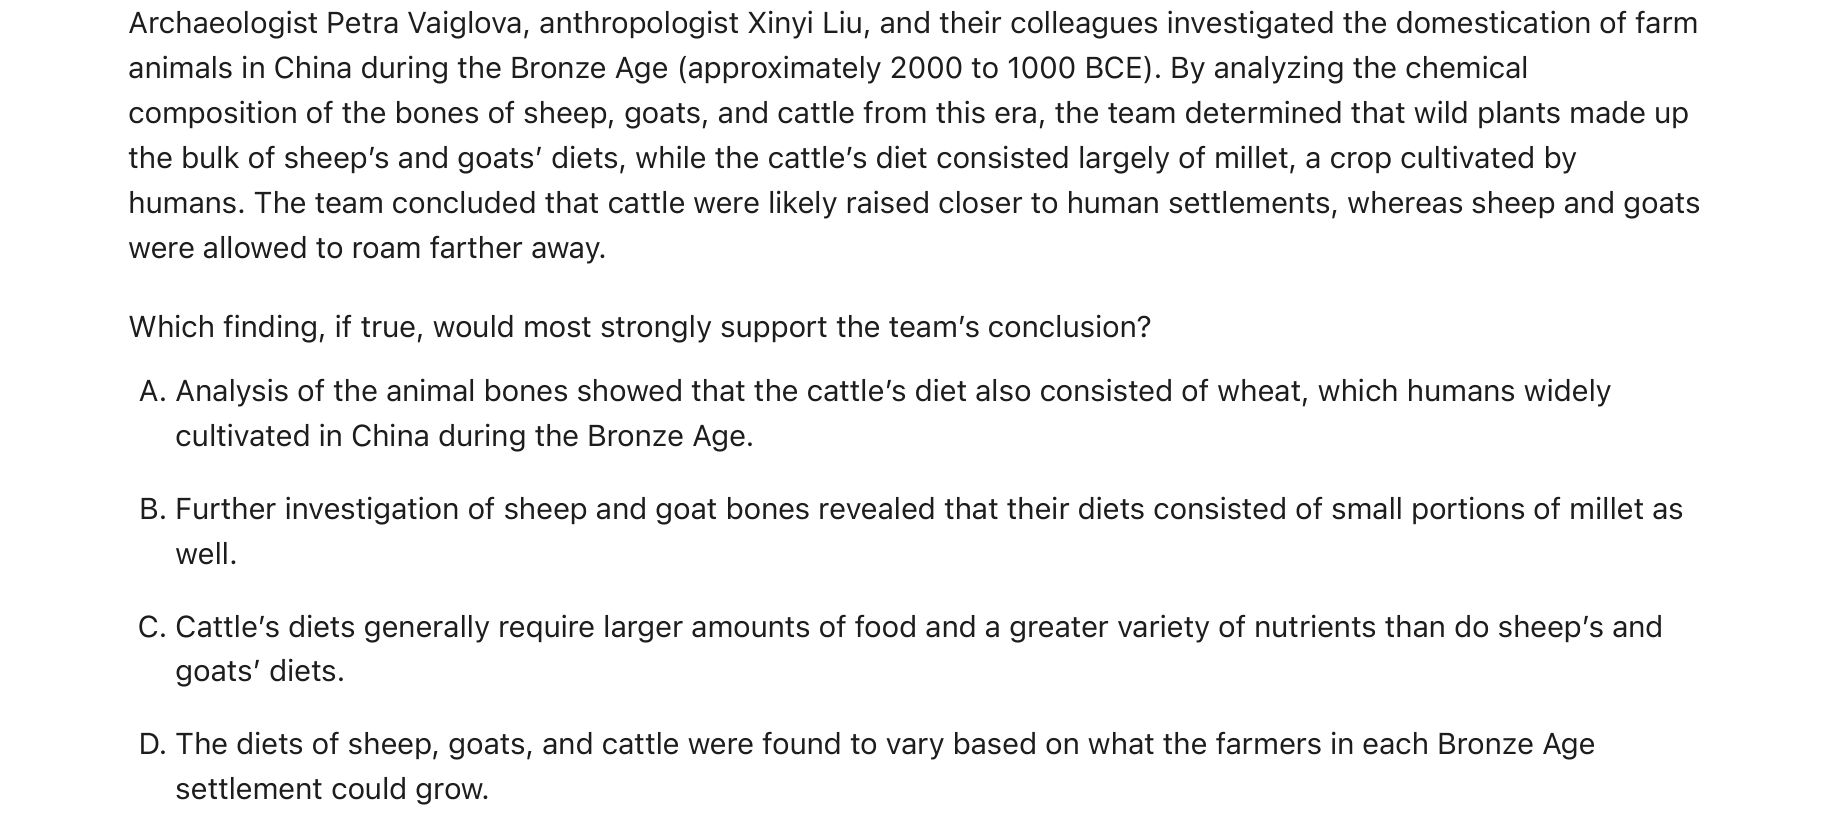 Archaeologist Petra Vaiglova, anthropologist Xinyi Liu, and their colleagues investigated the domestication of farm
animals in China during the Bronze Age (approximately 2000 to 1000 BCE). By analyzing the chemical
composition of the bones of sheep, goats, and cattle from this era, the team determined that wild plants made up
the bulk of sheep’s and goats’ diets, while the cattle’s diet consisted largely of millet, a crop cultivated by
humans. The team concluded that cattle were likely raised closer to human settlements, whereas sheep and goats
were allowed to roam farther away.
Which finding, if true, would most strongly support the team’s conclusion?
A. Analysis of the animal bones showed that the cattle’s diet also consisted of wheat, which humans widely
cultivated in China during the Bronze Age.
B. Further investigation of sheep and goat bones revealed that their diets consisted of small portions of millet as
well.
C. Cattle’s diets generally require larger amounts of food and a greater variety of nutrients than do sheep’s and
goats’ diets.
D. The diets of sheep, goats, and cattle were found to vary based on what the farmers in each Bronze Age
settlement could grow.